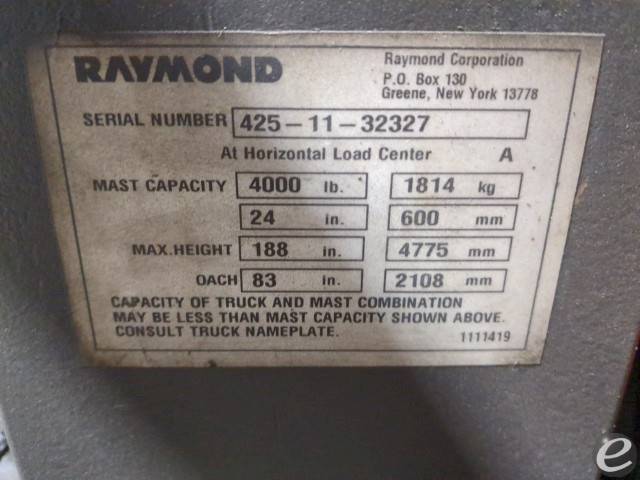 RAYMOND
Raymond Corporation
P.O. Box 130
Greene, New York 13778
SERIAL NUMBER 425-11-32327
At Horizontal Load Center A
MAST CAPACITY 4000 lb. 1814 kg
24 in. 600 mm
MAX.HEIGHT 188 in. 4775 mm
OACH 83 in. 2108 mm
CAPACITY OF TRUCK AND MAST COMBINATION
MAY BE LESS THAN MAST CAPACITY SHOWN ABOVE.
CONSULT TRUCK NAMEPLATE.
1111419
e